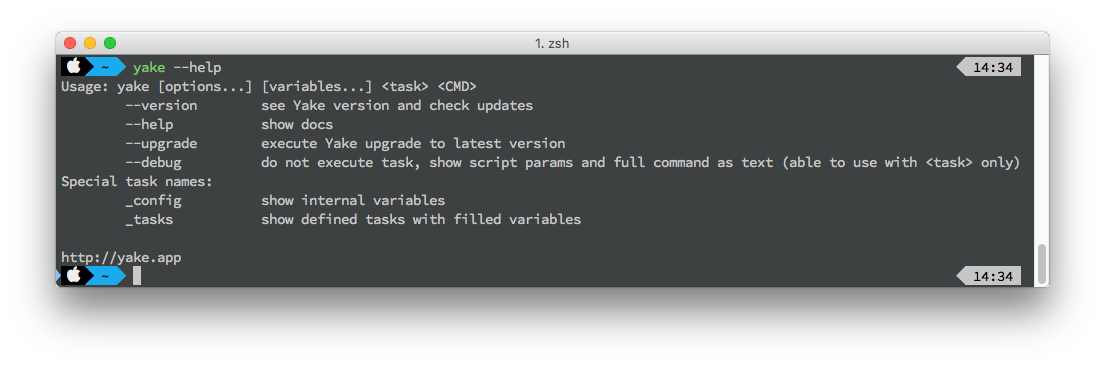 1. zsh
~ yake --help 14:34
Usage: yake [options...] [variables...] <task> <CMD>
--version see Yake version and check updates
--help show docs
--upgrade execute Yake upgrade to latest version
--debug do not execute task, show script params and full command as text (able to use with <task> only)
Special task names:
_config show internal variables
_tasks show defined tasks with filled variables
http://yake.app
~ 14:34